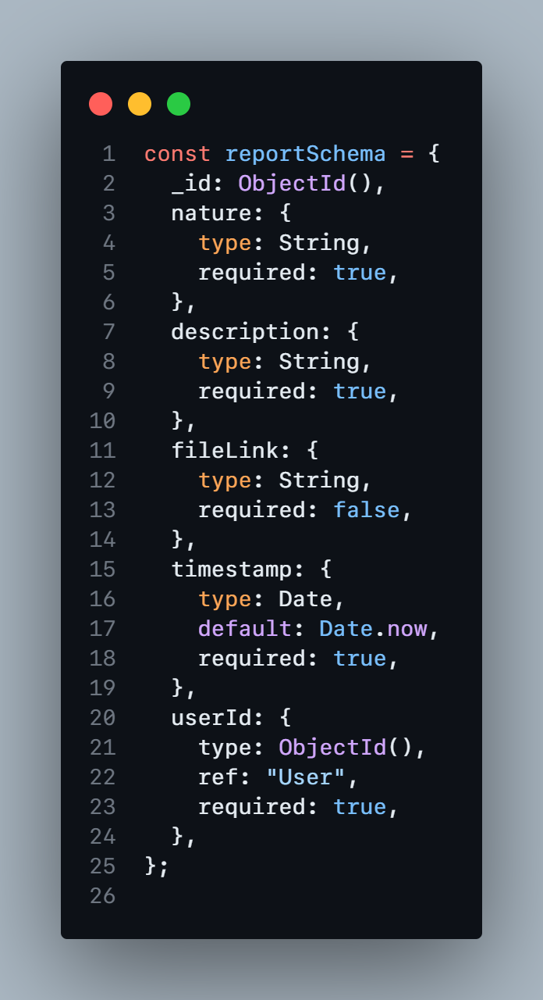 1 const reportSchema = {
2   _id: ObjectId(),
3   nature: {
4     type: String,
5     required: true,
6   },
7   description: {
8     type: String,
9     required: true,
10   },
11   fileLink: {
12     type: String,
13     required: false,
14   },
15   timestamp: {
16     type: Date,
17     default: Date.now,
18     required: true,
19   },
20   userId: {
21     type: ObjectId(),
22     ref: "User",
23     required: true,
24   },
25 };
26